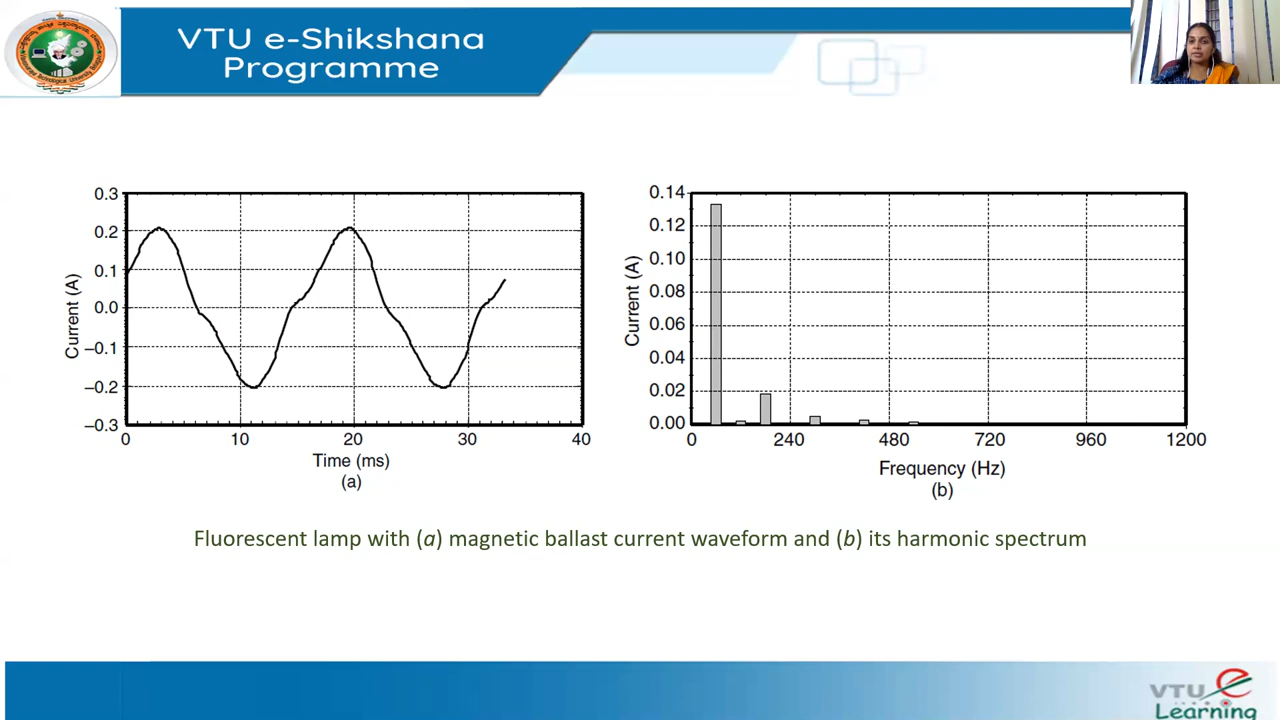 VTU e-Shikshana
Programme
0.3
0.2
0.1
0.0
–0.1
–0.2
–0.3
Current (A)
0
10
20
30
40
Time (ms)
(a)
0.14
0.12
0.10
0.08
0.06
0.04
0.02
0.00
Current (A)
0
240
480
720
960
1200
Frequency (Hz)
(b)
Fluorescent lamp with (a) magnetic ballast current waveform and (b) its harmonic spectrum
VTU e
Learning